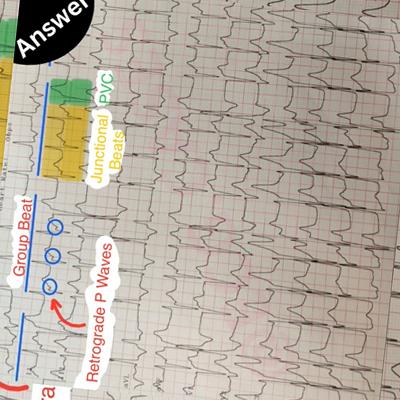 Answer
PVC
Junctional
Beats
Group Beat
Retrograde P Waves